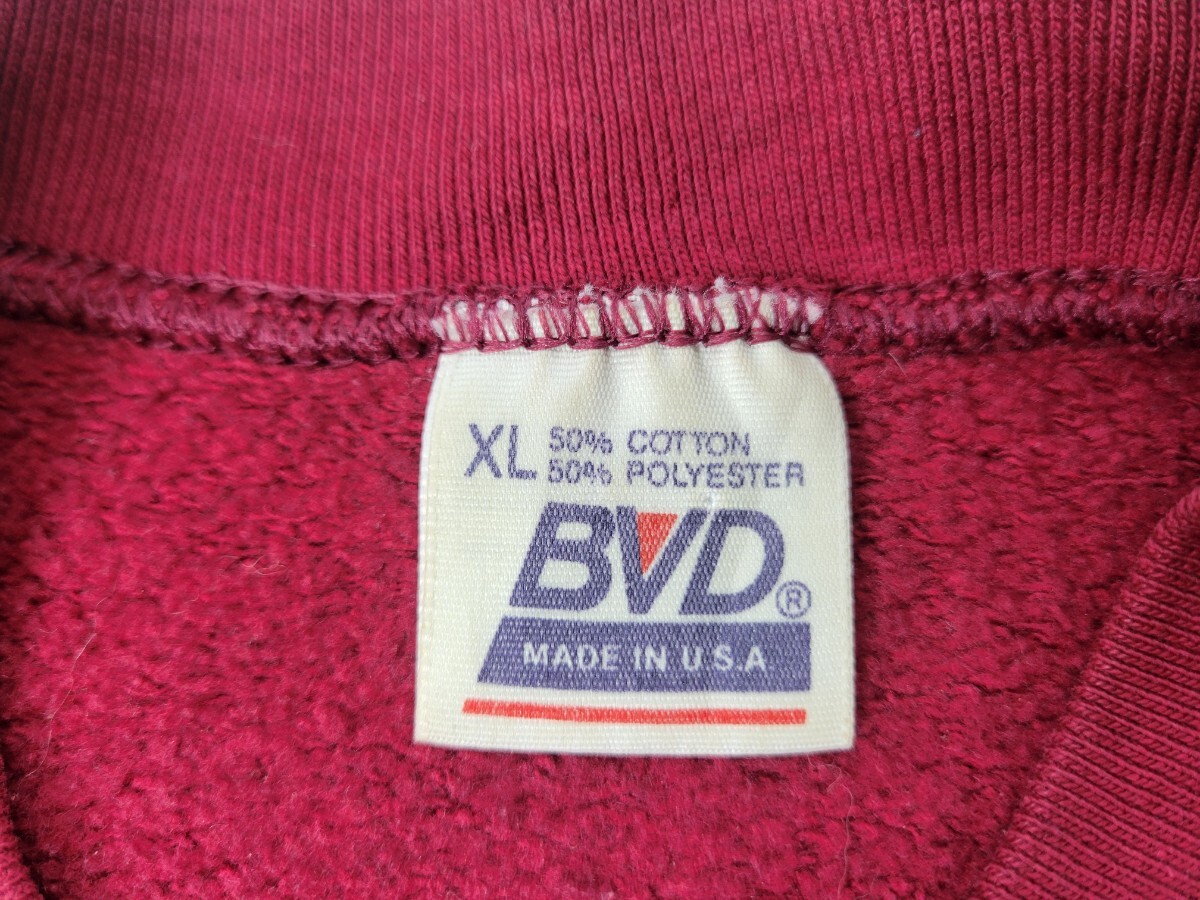 XL 50% COTTON
50% POLYESTER
BVD®
MADE IN U.S.A.